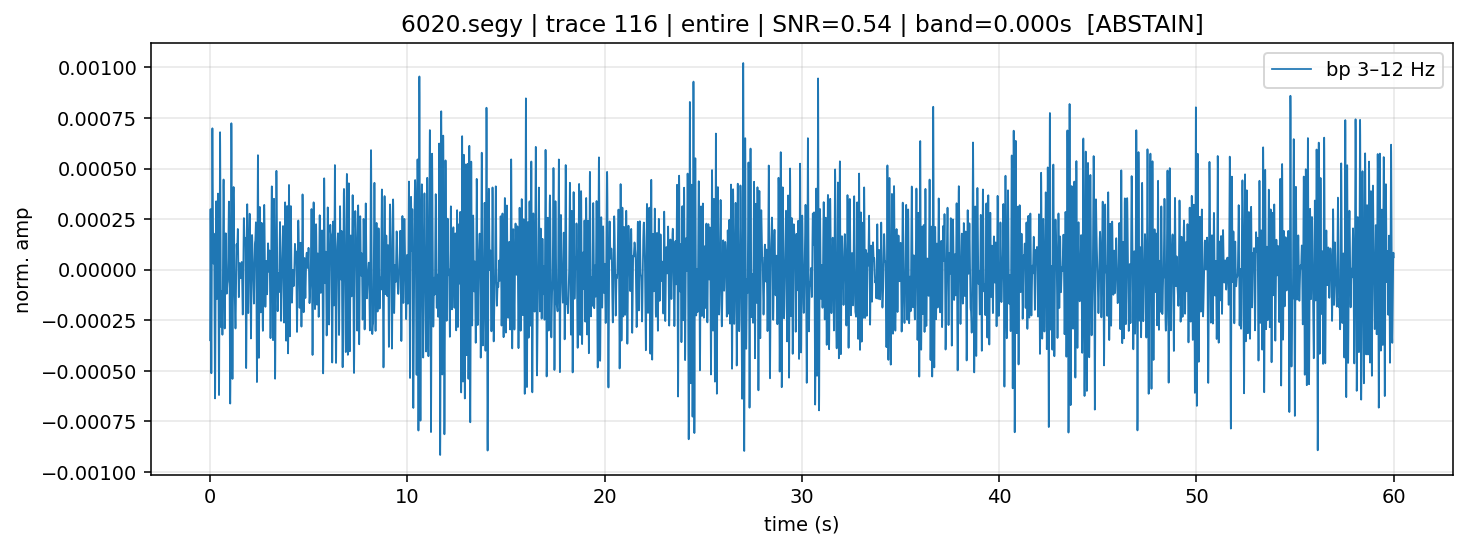 6020.segy | trace 116 | entire | SNR=0.54 | band=0.000s  [ABSTAIN]
bp 3–12 Hz
norm. amp
0.00100
0.00075
0.00050
0.00025
0.00000
−0.00025
−0.00050
−0.00075
−0.00100
0 10 20 30 40 50 60
time (s)